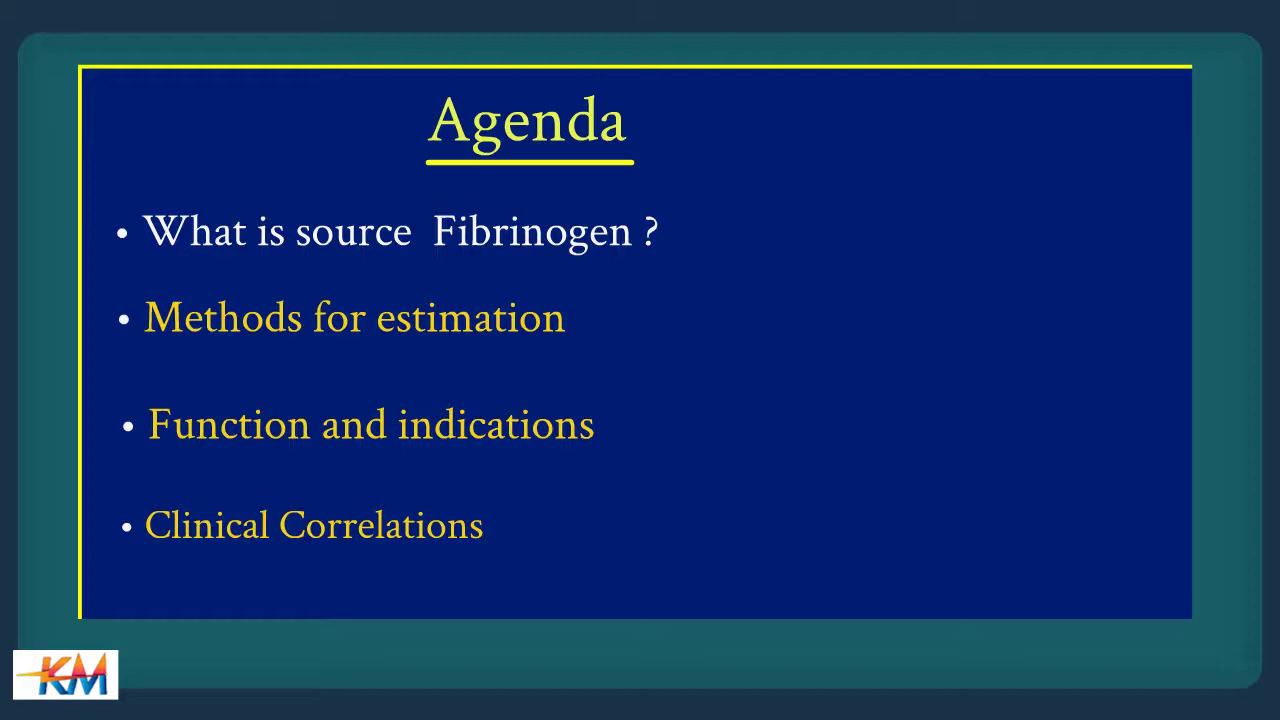 Agenda
• What is source Fibrinogen ?
• Methods for estimation
• Function and indications
• Clinical Correlations
KM